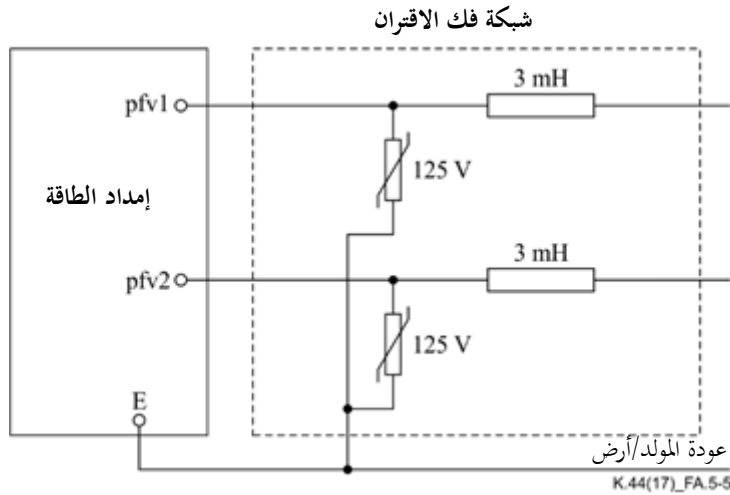 شبكة فك الاقتران
3 mH
pfv1
125 V
إمداد الطاقة
3 mH
pfv2
125 V
E
عودة المولد/أرض
K.44(17)_FA.5-5